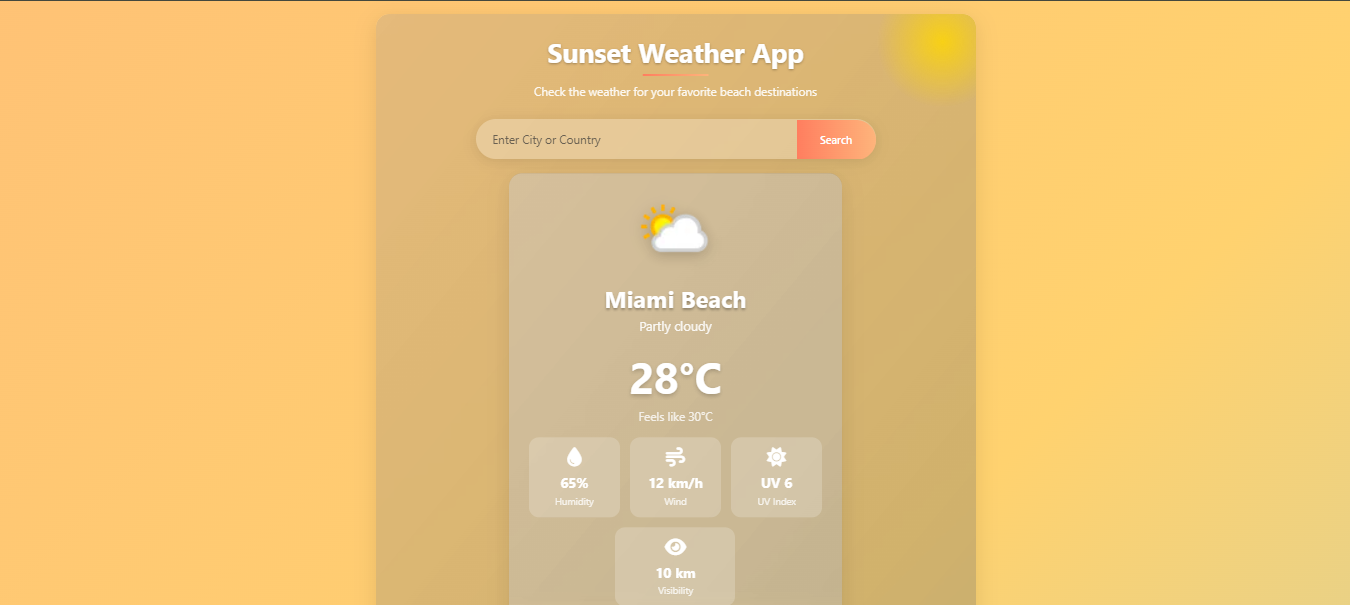 Sunset Weather App
Check the weather for your favorite beach destinations
Enter City or Country
Search
Miami Beach
Partly cloudy
28°C
Feels like 30°C
65%
Humidity
12 km/h
Wind
UV 6
UV Index
10 km
Visibility